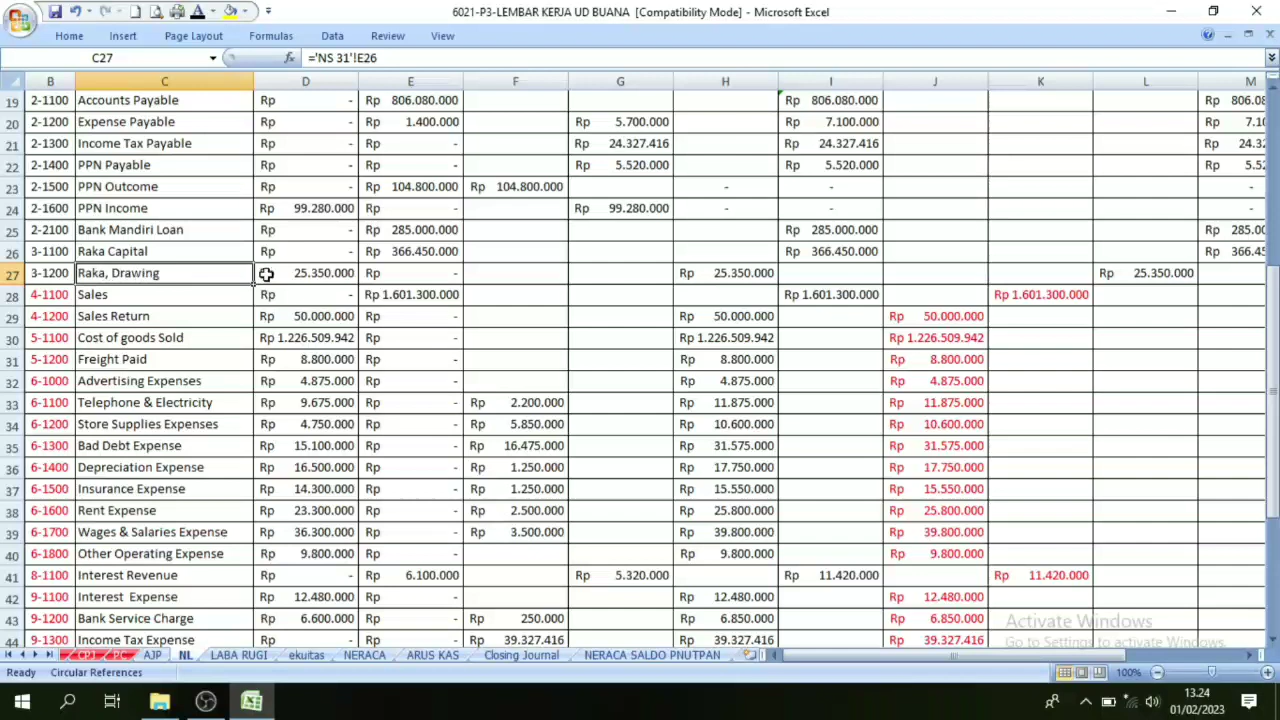 6021-P3-LEMBAR KERJA UD BUANA [Compatibility Mode] - Microsoft Excel
Home Insert Page Layout Formulas Data Review View
C27 fx ='NS 31'!E26
B C D E F G H I J K L M
19 2-1100 Accounts Payable Rp - Rp 806.080.000 Rp 806.080.000 Rp 806.08
20 2-1200 Expense Payable Rp - Rp 1.400.000 Rp 5.700.000 Rp 7.100.000 Rp 7.10
21 2-1300 Income Tax Payable Rp - Rp - Rp 24.327.416 Rp 24.327.416 Rp 24.3
22 2-1400 PPN Payable Rp - Rp - Rp 5.520.000 Rp 5.520.000 Rp 5.52
23 2-1500 PPN Outcome Rp - Rp 104.800.000 Rp 104.800.000 - - -
24 2-1600 PPN Income Rp 99.280.000 Rp - Rp 99.280.000 - - -
25 2-2100 Bank Mandiri Loan Rp - Rp 285.000.000 Rp 285.000.000 Rp 285.00
26 3-1100 Raka Capital Rp - Rp 366.450.000 Rp 366.450.000 Rp 366.45
27 3-1200 Raka, Drawing 25.350.000 Rp - Rp 25.350.000 Rp 25.350.000
28 4-1100 Sales Rp - Rp 1.601.300.000 Rp 1.601.300.000 Rp 1.601.300.000
29 4-1200 Sales Return Rp 50.000.000 Rp - Rp 50.000.000 Rp 50.000.000
30 5-1100 Cost of goods Sold Rp 1.226.509.942 Rp - Rp 1.226.509.942 Rp 1.226.509.942
31 5-1200 Freight Paid Rp 8.800.000 Rp - Rp 8.800.000 Rp 8.800.000
32 6-1000 Advertising Expenses Rp 4.875.000 Rp - Rp 4.875.000 Rp 4.875.000
33 6-1100 Telephone & Electricity Rp 9.675.000 Rp - Rp 2.200.000 Rp 11.875.000 Rp 11.875.000
34 6-1200 Store Supplies Expenses Rp 4.750.000 Rp - Rp 5.850.000 Rp 10.600.000 Rp 10.600.000
35 6-1300 Bad Debt Expense Rp 15.100.000 Rp - Rp 16.475.000 Rp 31.575.000 Rp 31.575.000
36 6-1400 Depreciation Expense Rp 16.500.000 Rp - Rp 1.250.000 Rp 17.750.000 Rp 17.750.000
37 6-1500 Insurance Expense Rp 14.300.000 Rp - Rp 1.250.000 Rp 15.550.000 Rp 15.550.000
38 6-1600 Rent Expense Rp 23.300.000 Rp - Rp 2.500.000 Rp 25.800.000 Rp 25.800.000
39 6-1700 Wages & Salaries Expense Rp 36.300.000 Rp - Rp 3.500.000 Rp 39.800.000 Rp 39.800.000
40 6-1800 Other Operating Expense Rp 9.800.000 Rp - Rp 9.800.000 Rp 9.800.000
41 8-1100 Interest Revenue Rp - Rp 6.100.000 Rp 5.320.000 Rp 11.420.000 Rp 11.420.000
42 9-1100 Interest Expense Rp 12.480.000 Rp - Rp 12.480.000 Rp 12.480.000
43 9-1200 Bank Service Charge Rp 6.600.000 Rp - Rp 250.000 Rp 6.850.000 Rp 6.850.000
44 9-1300 Income Tax Expense Rp - Rp - Rp 39.327.416 Rp 39.327.416 Rp 39.327.416
Activate Windows
Go to Settings to activate Windows.
CPJ PC AJP NL LABA RUGI ekuitas NERACA ARUS KAS Closing Journal NERACA SALDO PNUTPAN
Ready Circular References 100%
13.24
01/02/2023